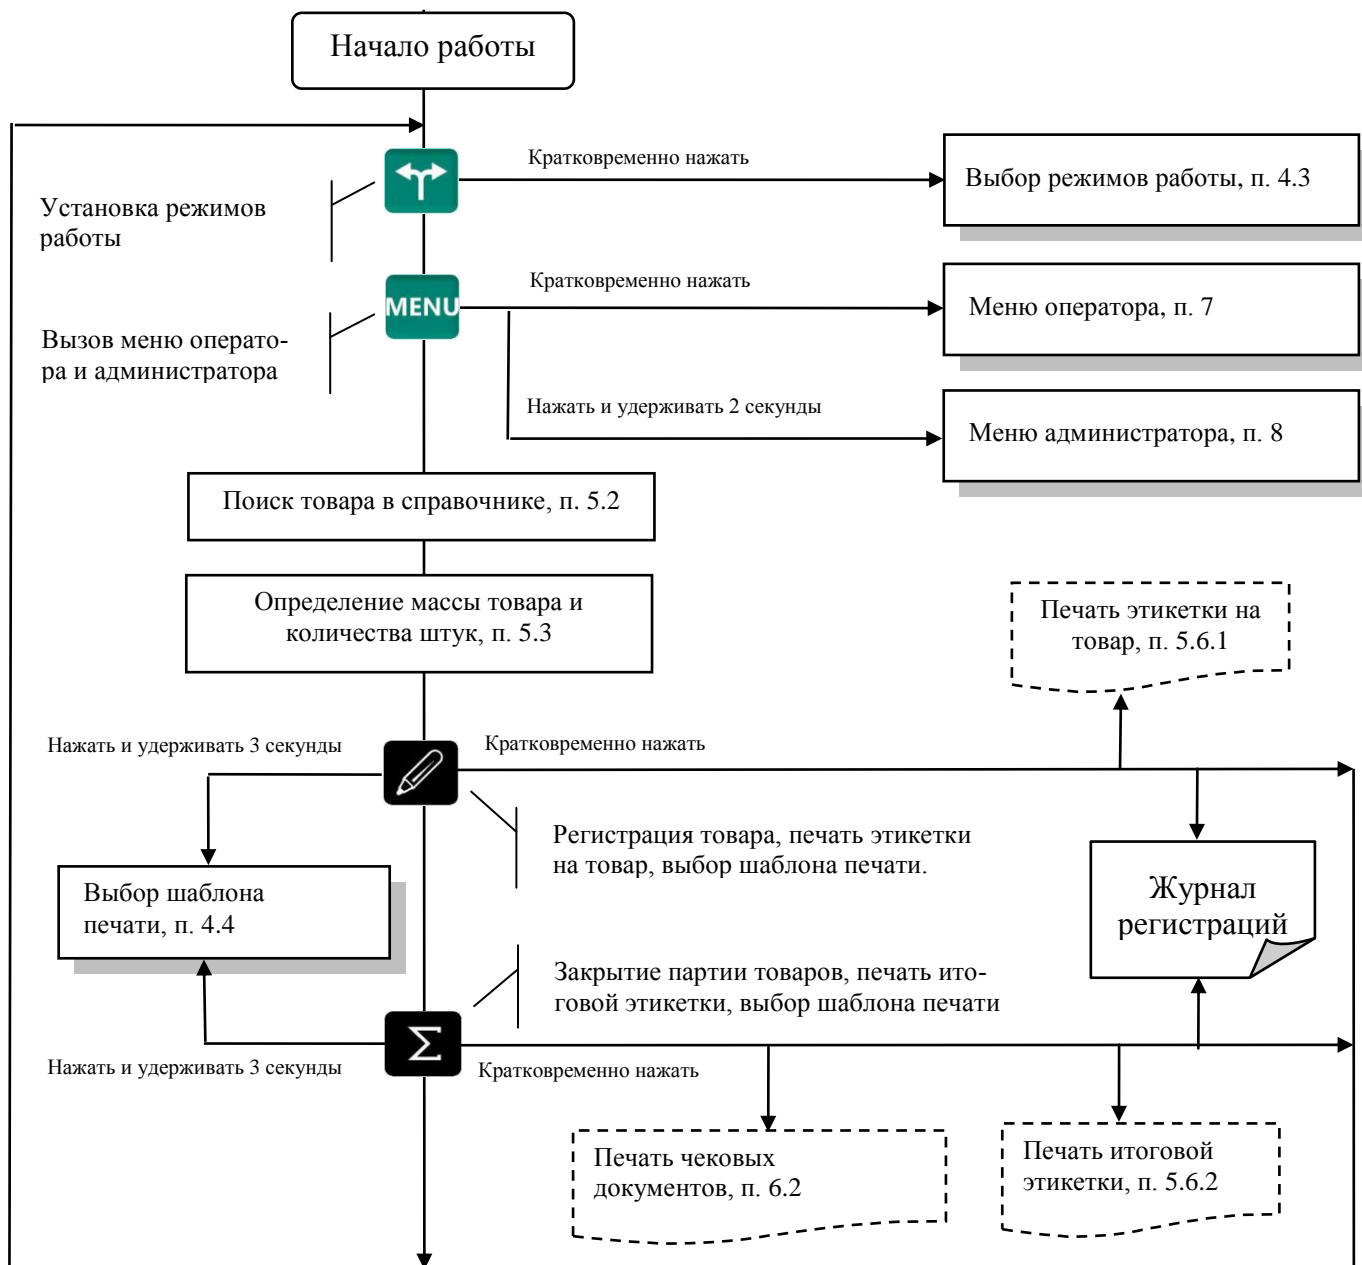 Начало работы
Кратковременно нажать
Выбор режимов работы, п. 4.3
Установка режимов
работы
Кратковременно нажать
MENU
Меню оператора, п. 7
Вызов меню операто-
ра и администратора
Нажать и удерживать 2 секунды
Меню администратора, п. 8
Поиск товара в справочнике, п. 5.2
Определение массы товара и
количества штук, п. 5.3
Печать этикетки на
товар, п. 5.6.1
Нажать и удерживать 3 секунды
Кратковременно нажать
Регистрация товара, печать этикетки
на товар, выбор шаблона печати.
Выбор шаблона
печати, п. 4.4
Журнал
регистраций
Закрытие партии товаров, печать ито-
говой этикетки, выбор шаблона печати
Σ
Нажать и удерживать 3 секунды
Кратковременно нажать
Печать чековых
документов, п. 6.2
Печать итоговой
этикетки, п. 5.6.2